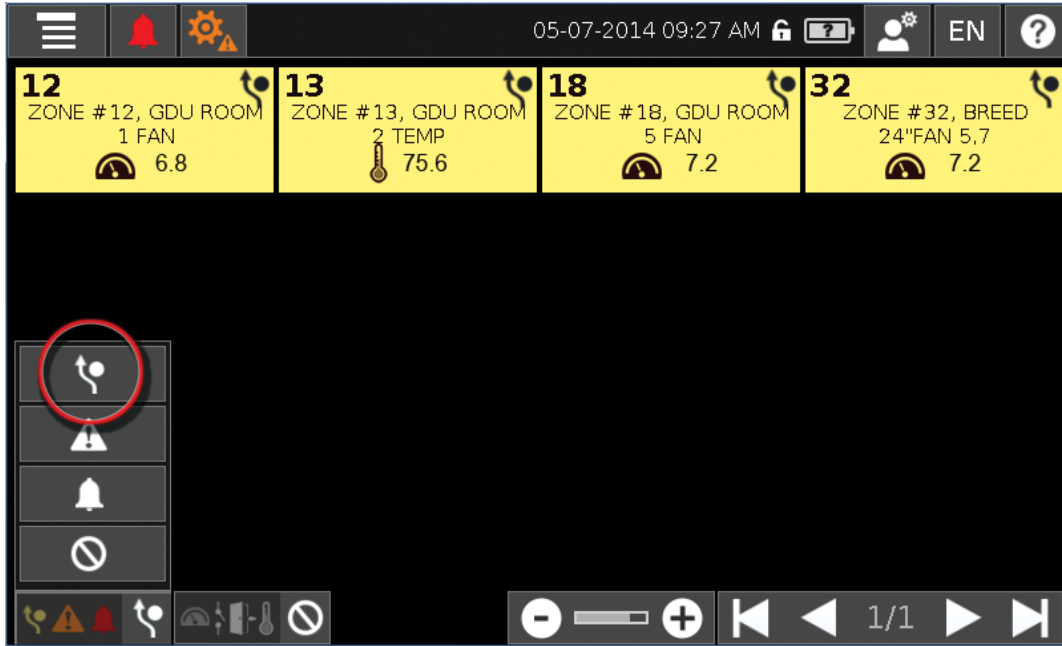 05-07-2014 09:27 AM
?
EN
?
12
ZONE #12, GDU ROOM
1 FAN
6.8
13
ZONE #13, GDU ROOM
2 TEMP
75.6
18
ZONE #18, GDU ROOM
5 FAN
7.2
32
ZONE #32, BREED
24"FAN 5,7
7.2
1/1